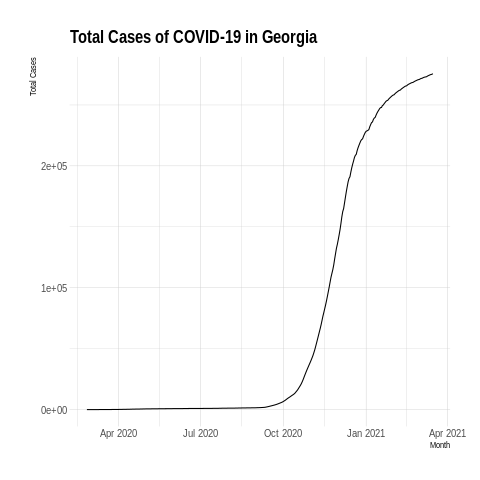 Total Cases of COVID-19 in Georgia
Total Cases
2e+05
1e+05
0e+00
Apr 2020 Jul 2020 Oct 2020 Jan 2021 Apr 2021
Month